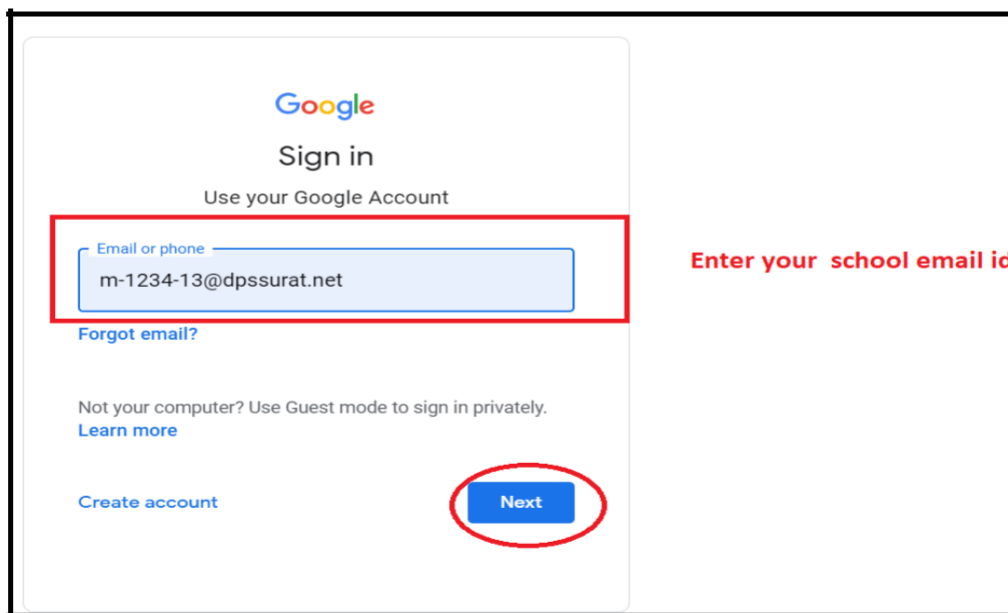 Google
Sign in
Use your Google Account
Email or phone
m-1234-13@dpssurat.net
Enter your school email id
Forgot email?
Not your computer? Use Guest mode to sign in privately.
Learn more
Create account
Next